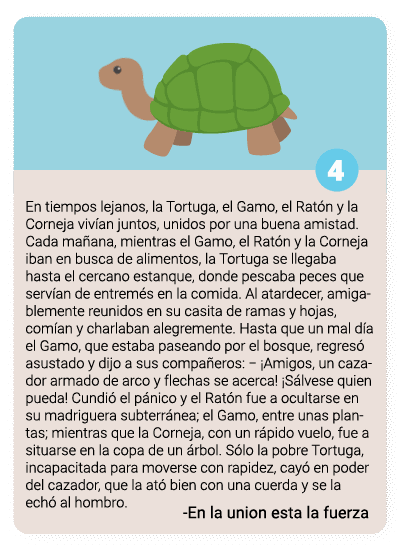 4
En tiempos lejanos, la Tortuga, el Gamo, el Ratón y la
Corneja vivían juntos, unidos por una buena amistad.
Cada mañana, mientras el Gamo, el Ratón y la Corneja
iban en busca de alimentos, la Tortuga se llegaba
hasta el cercano estanque, donde pescaba peces que
servían de entremés en la comida. Al atardecer, amiga-
blemente reunidos en su casita de ramas y hojas,
comían y charlaban alegremente. Hasta que un mal día
el Gamo, que estaba paseando por el bosque, regresó
asustado y dijo a sus compañeros: – ¡Amigos, un caza-
dor armado de arco y flechas se acerca! ¡Sálvese quien
pueda! Cundió el pánico y el Ratón fue a ocultarse en
su madriguera subterránea; el Gamo, entre unas plan-
tas; mientras que la Corneja, con un rápido vuelo, fue a
situarse en la copa de un árbol. Sólo la pobre Tortuga,
incapacitada para moverse con rapidez, cayó en poder
del cazador, que la ató bien con una cuerda y se la
echó al hombro.
-En la union esta la fuerza